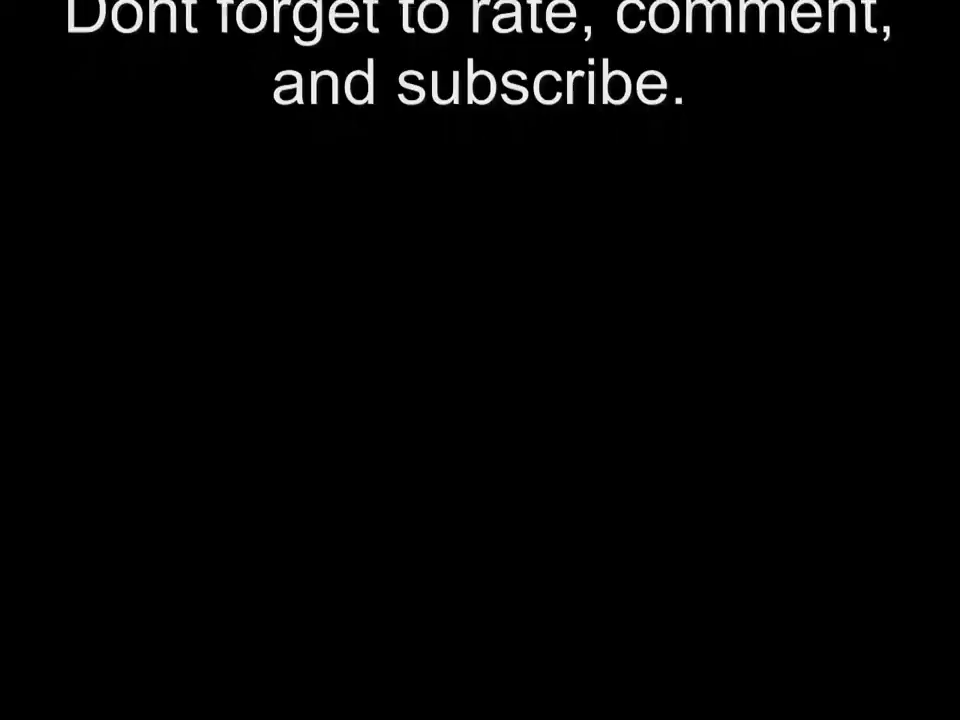 Dont forget to rate, comment,
and subscribe.